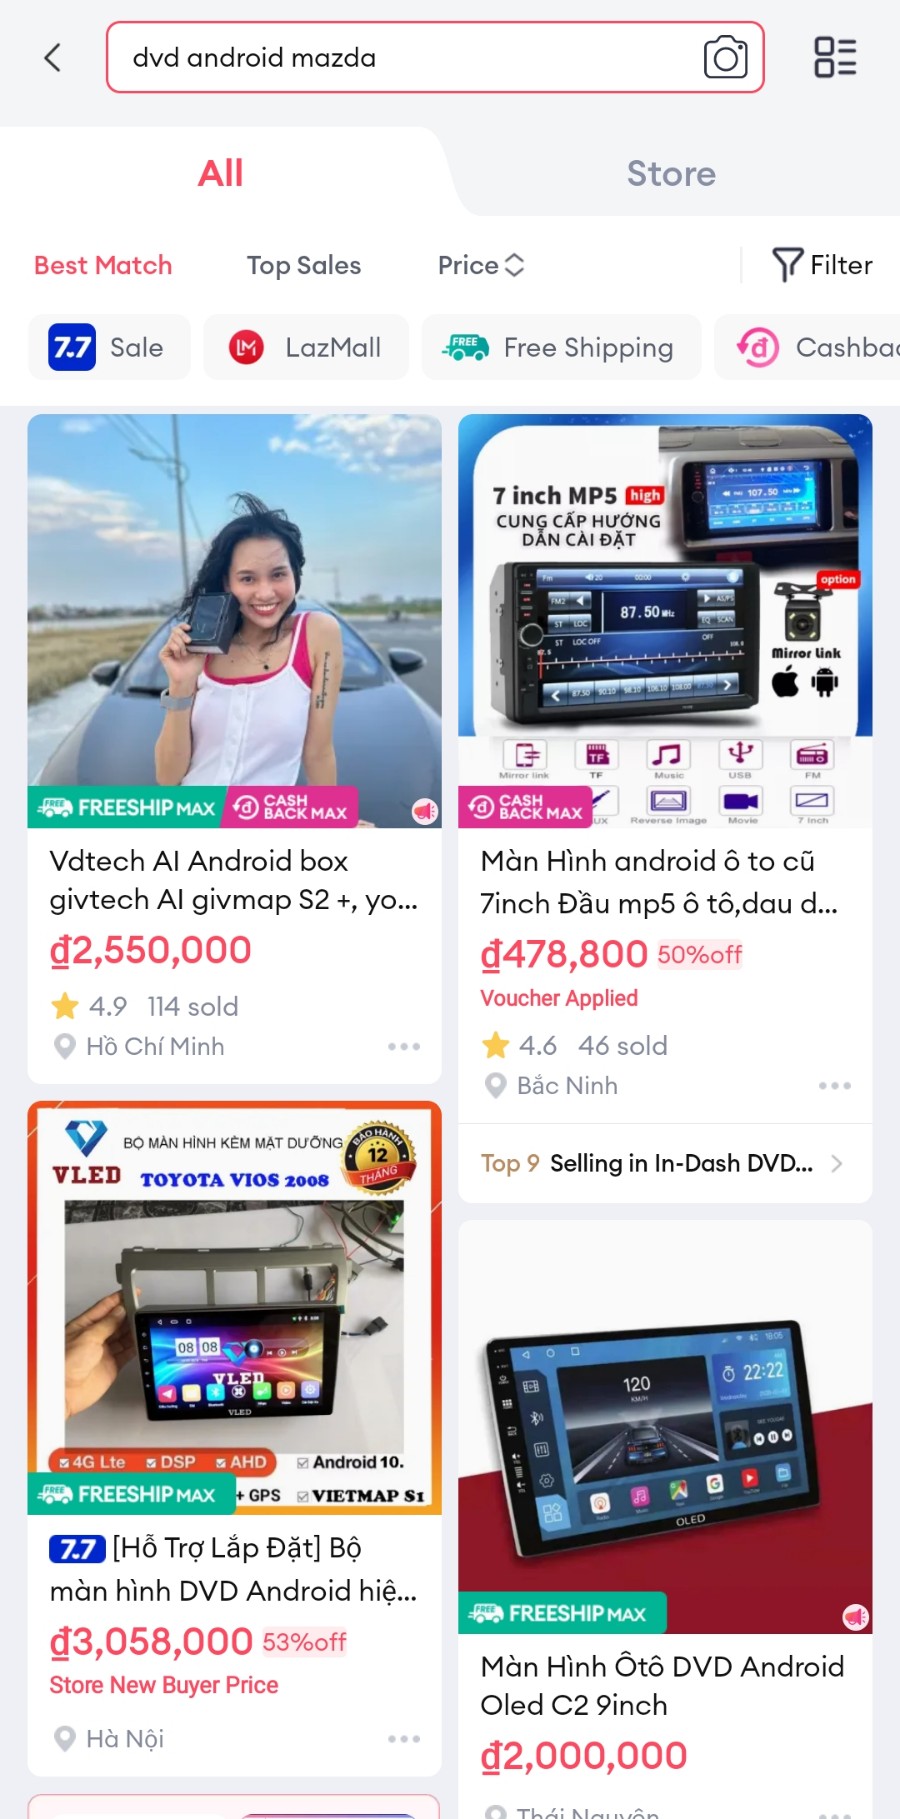 dvd android mazda
All
Store
Best Match
Top Sales
Price
Filter
7.7 Sale
LazMall
Free Shipping
FREESHIP MAX
CASH BACK MAX
Vdtech AI Android box
givtech AI givmap S2 +, yo...
₫2,550,000
4.9 114 sold
Hồ Chí Minh
7 inch MP5 high
CUNG CẤP HƯỚNG
DẪN CÀI ĐẶT
option
87.50 MHz
Mirror link
Mirror link
TF
Music
USB
FM
Reverse Image
Movie
7 Inch
CASH BACK MAX
Màn Hình android ô to cũ
7inch Đầu mp5 ô tô,dau d...
₫478,800 50%off
Voucher Applied
4.6 46 sold
Bắc Ninh
Top 9 Selling in In-Dash DVD...
VLED
BỘ MÀN HÌNH KÈM MẶT DƯỠNG
TOYOTA VIOS 2008
BẢO HÀNH
12
THÁNG
08 08
VLED
VLED
4G Lte
DSP
AHD
Android 10.
+ GPS
VIETMAP S1
FREE FREESHIP MAX
7.7 [Hỗ Trợ Lắp Đặt] Bộ
màn hình DVD Android hiệ...
₫3,058,000 53%off
Store New Buyer Price
Hà Nội
120
KM/H
22:22
OLED
FREE FREESHIP MAX
Màn Hình Ôtô DVD Android
Oled C2 9inch
₫2,000,000
Thái Nguyên